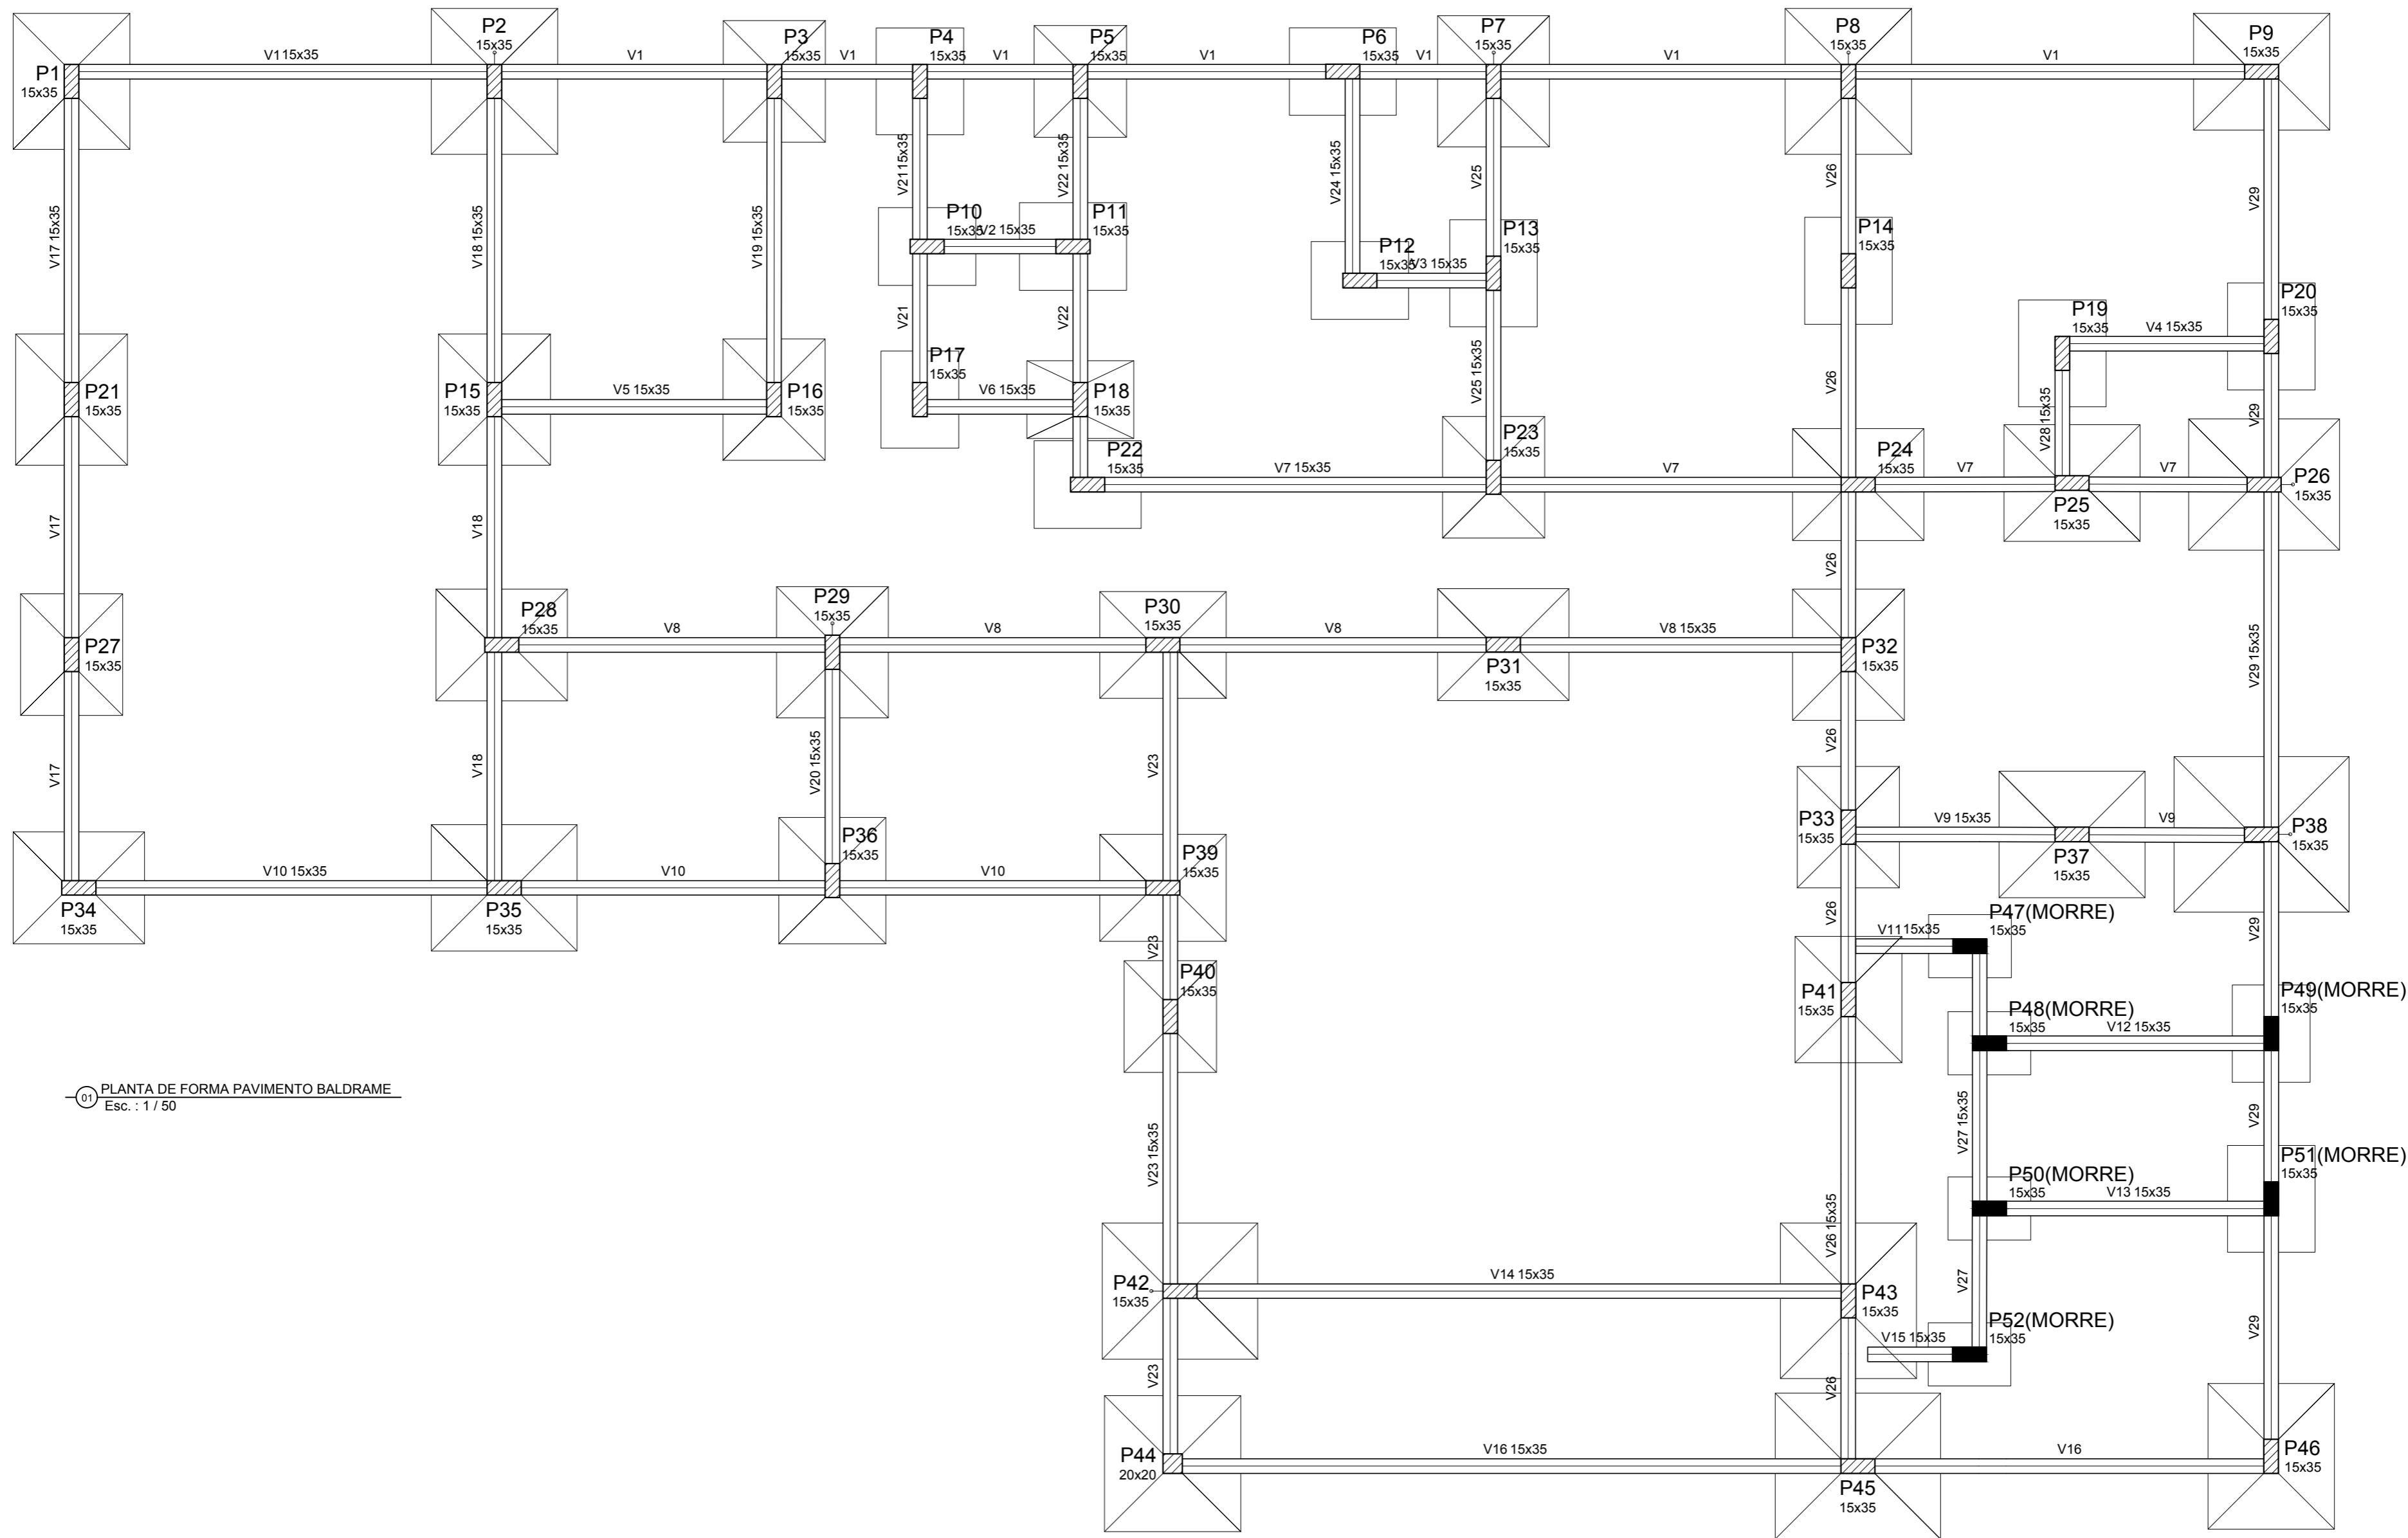 P1
15x35
V1 15x35
P2
15x35
V1
P3
15x35
V1
P4
15x35
V1
P5
15x35
V1
P6
15x35
V1
P7
15x35
V1
P8
15x35
V1
P9
15x35
V17 15x35
V18 15x35
V19 15x35
V21 15x35
V22 15x35
V24 15x35
V25
V26
V29
P10
15x35
V2 15x35
P11
15x35
P12
15x35
V3 15x35
P13
15x35
P14
15x35
P19
15x35
V4 15x35
P20
15x35
V21
V22
V25 15x35
V26
V28 15x35
V29
P21
15x35
P15
15x35
V5 15x35
P16
15x35
P17
15x35
V6 15x35
P18
15x35
P22
15x35
V7 15x35
P23
15x35
V7
P24
15x35
V7
P25
15x35
V7
P26
15x35
V17
V18
V26
V29 15x35
P27
15x35
P28
15x35
V8
P29
15x35
V8
P30
15x35
V8
P31
15x35
V8 15x35
P32
15x35
V17
V18
V20 15x35
V23
V26
P33
15x35
V9 15x35
P37
15x35
V9
P38
15x35
P34
15x35
V10 15x35
P35
15x35
V10
P36
15x35
V10
P39
15x35
V23
V26
V29
V11 15x35
P47(MORRE)
15x35
P40
15x35
P41
15x35
P48(MORRE)
15x35
V12 15x35
P49(MORRE)
15x35
01
PLANTA DE FORMA PAVIMENTO BALDRAME
Esc. : 1 / 50
V23 15x35
V26 15x35
V27 15x35
V29
P50(MORRE)
15x35
V13 15x35
P51(MORRE)
15x35
P42
15x35
V14 15x35
P43
15x35
V27
V29
V15 15x35
P52(MORRE)
15x35
V23
V26
P44
20x20
V16 15x35
P45
15x35
V16
P46
15x35